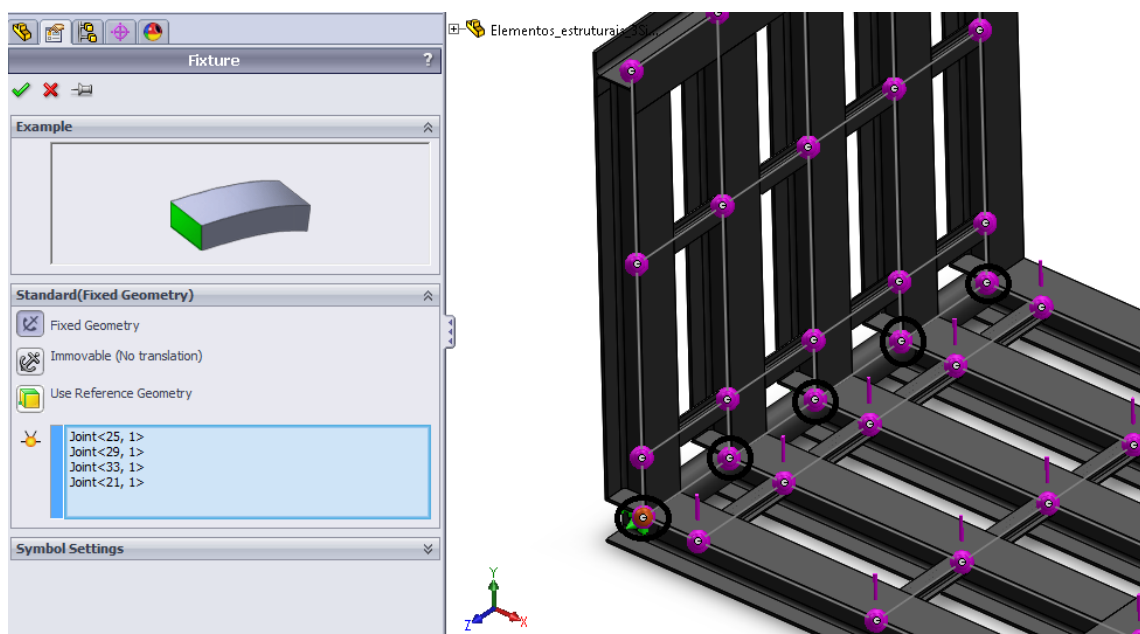 Elementos_estruturais_3Si...
Fixture
?
Example
Standard(Fixed Geometry)
Fixed Geometry
Immovable (No translation)
Use Reference Geometry
Joint<25, 1>
Joint<29, 1>
Joint<33, 1>
Joint<21, 1>
Symbol Settings
Y
Z
X